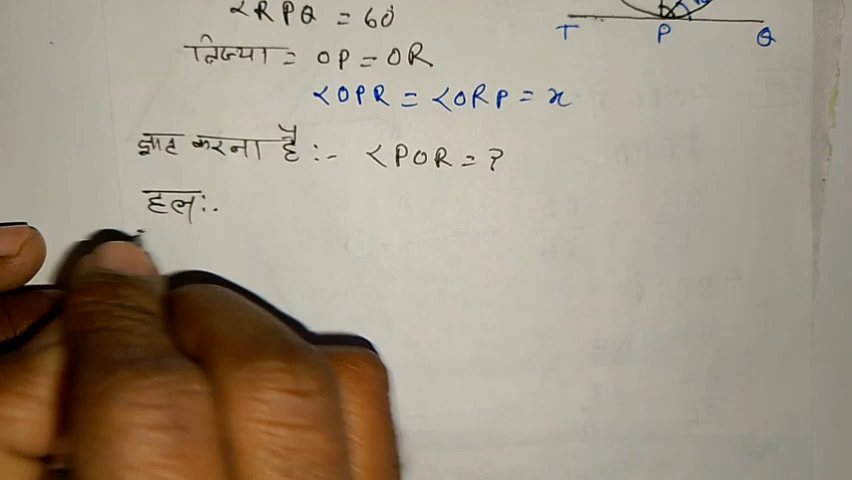 ∠RPQ = 60°
त्रिज्या = OP = OR
∠OPR = ∠ORP = x
ज्ञात करना है :- ∠POR = ?
हल :-
T P Q